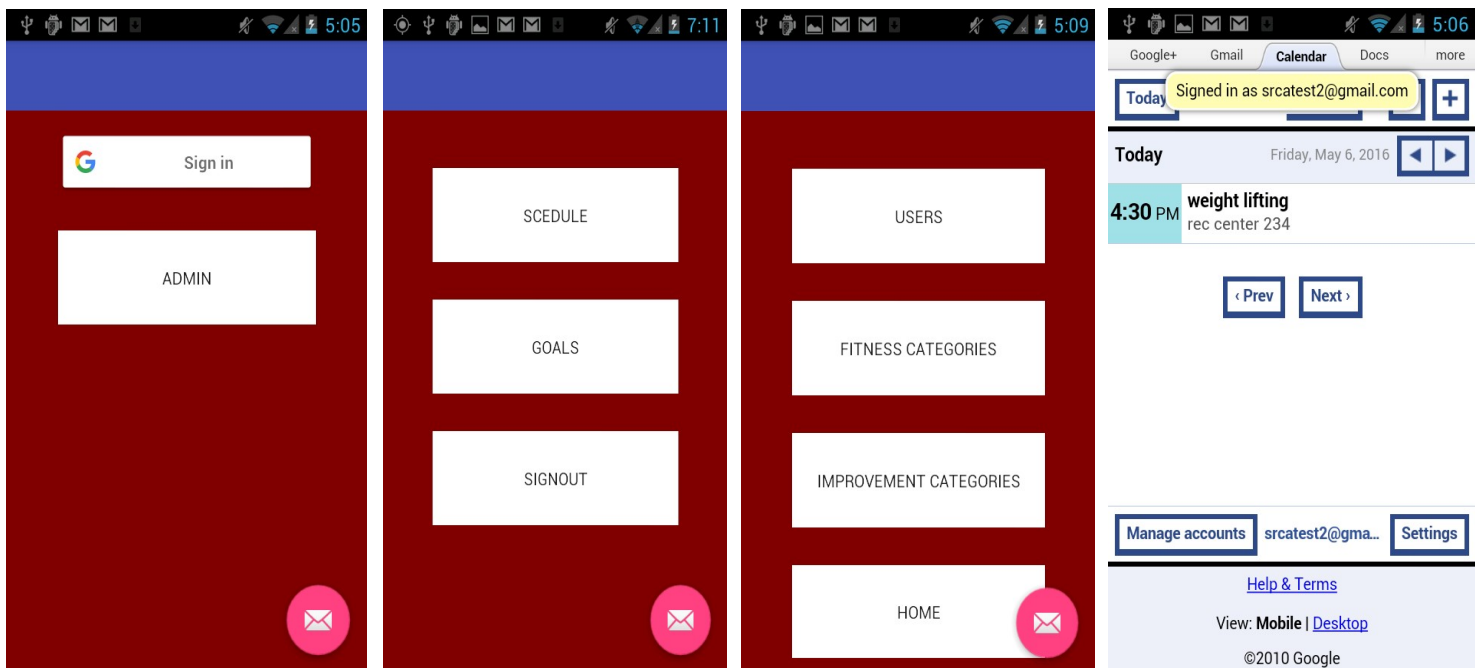 5:05
Sign in
ADMIN
7:11
SCEDULE
GOALS
SIGNOUT
5:09
USERS
FITNESS CATEGORIES
IMPROVEMENT CATEGORIES
HOME
5:06
Google+ Gmail Calendar Docs more
Signed in as srcatest2@gmail.com
Today +
Today Friday, May 6, 2016
4:30 PM weight lifting
rec center 234
‹ Prev Next ›
Manage accounts srcatest2@gma... Settings
Help & Terms
View: Mobile | Desktop
©2010 Google